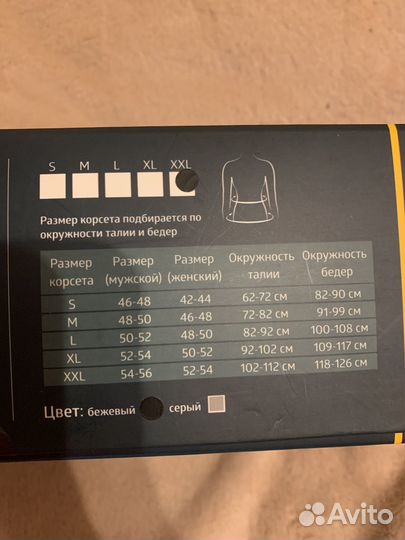 S M L XL XXL
Размер корсета подбирается по
окружности талии и бедер
Размер корсета Размер (мужской) Размер (женский) Окружность талии Окружность бедер
S 46-48 42-44 62-72 см 82-90 см
M 48-50 46-48 72-82 см 91-99 см
L 50-52 48-50 82-92 см 100-108 см
XL 52-54 50-52 92-102 см 109-117 см
XXL 54-56 52-54 102-112 см 118-126 см
Цвет: бежевый серый
Avito